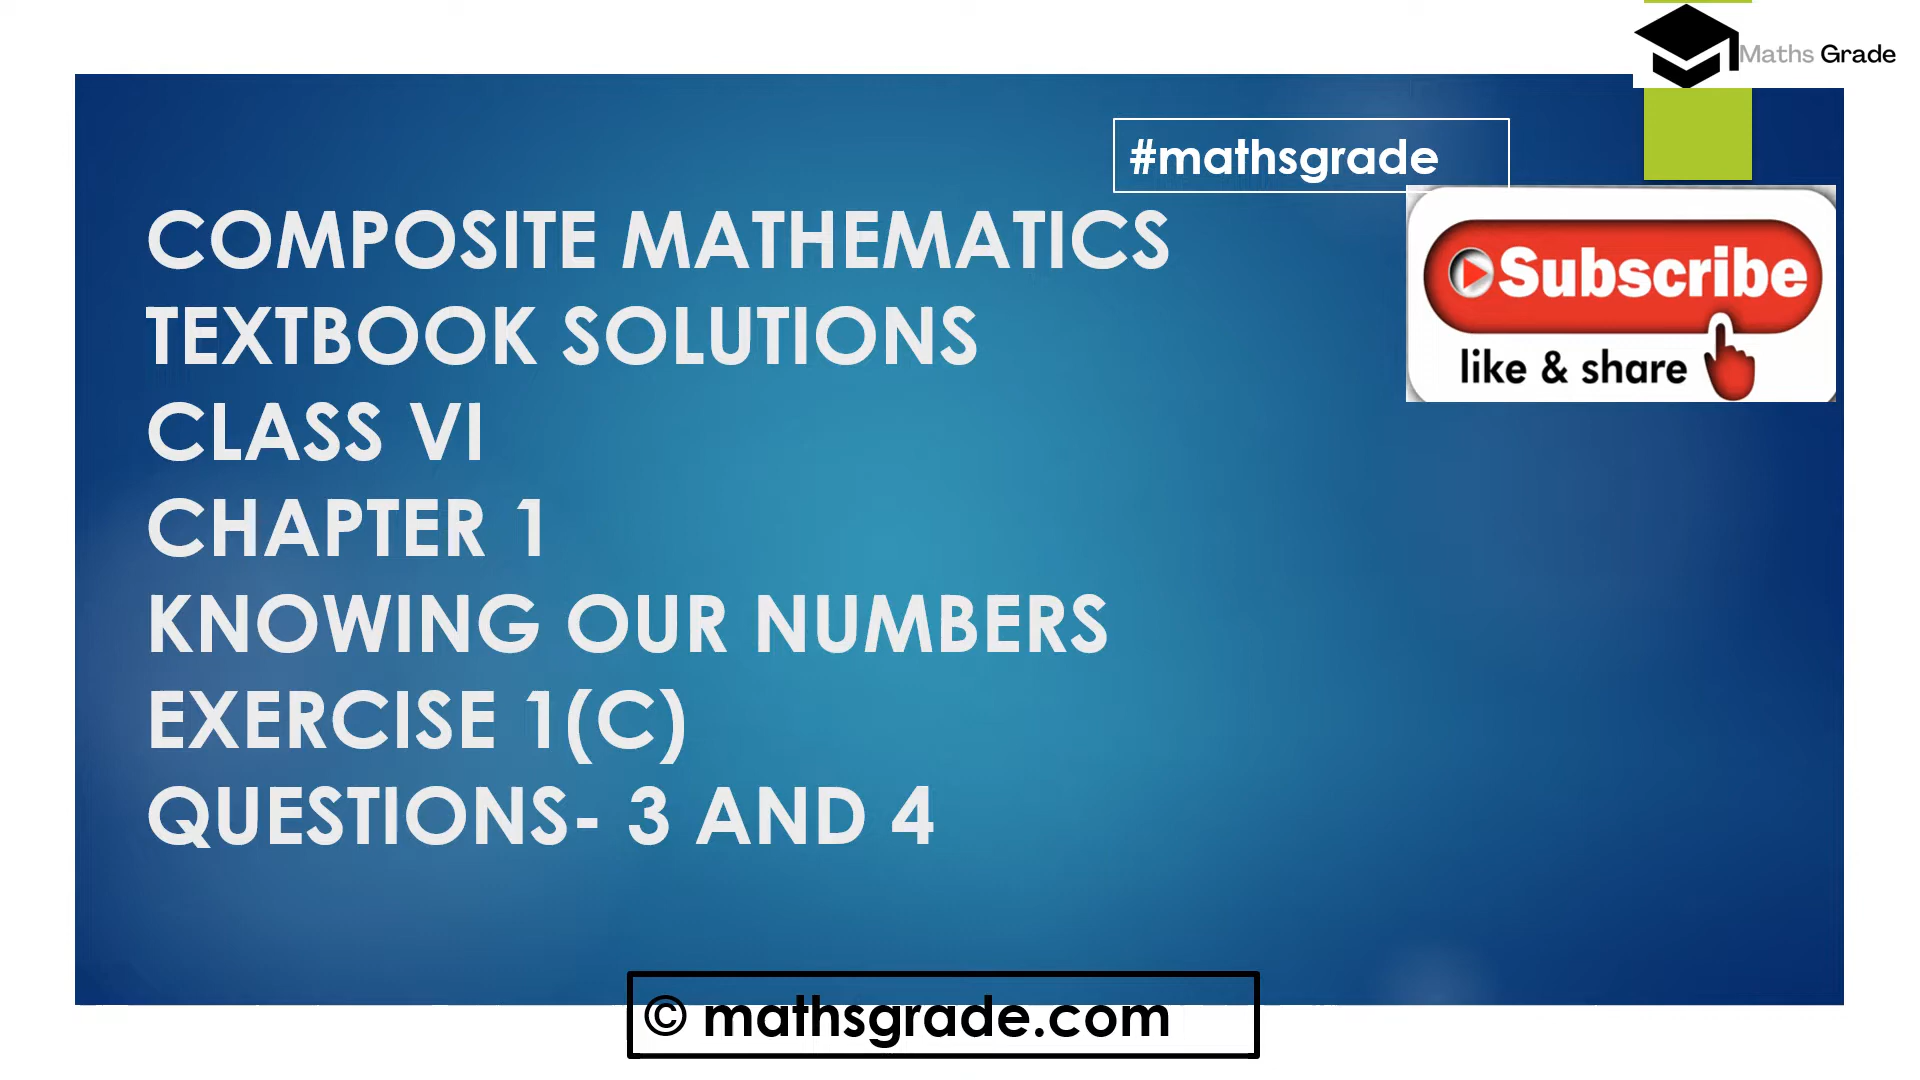 Maths Grade
#mathsgrade
COMPOSITE MATHEMATICS
TEXTBOOK SOLUTIONS
CLASS VI
CHAPTER 1
KNOWING OUR NUMBERS
EXERCISE 1(C)
QUESTIONS- 3 AND 4
Subscribe
like & share
© mathsgrade.com